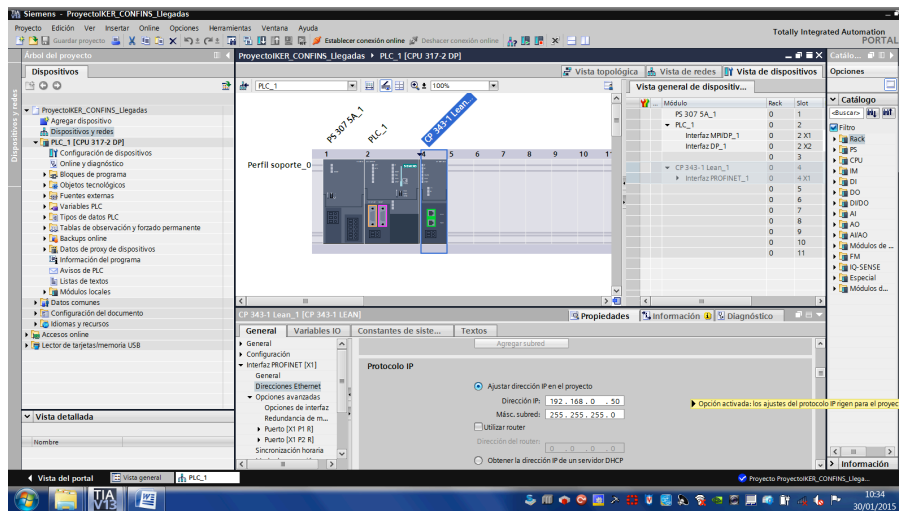 Siemens - ProyectoIKER_CONFINS_Llegadas
Proyecto Edición Ver Insertar Online Opciones Herramientas Ventana Ayuda
Totally Integrated Automation
PORTAL
Guardar proyecto
Establecer conexión online
Deshacer conexión online
Árbol del proyecto
ProyectoIKER_CONFINS_Llegadas PLC_1 [CPU 317-2 DP]
Catálo...
Dispositivos
Vista topológica
Vista de redes
Vista de dispositivos
Opciones
PLC_1
100%
Vista general de dispositiv...
Dispositivos y redes
ProyectoIKER_CONFINS_Llegadas
Agregar dispositivo
Dispositivos y redes
PLC_1 [CPU 317-2 DP]
Configuración de dispositivos
Online y diagnóstico
Bloques de programa
Objetos tecnológicos
Fuentes externas
Variables PLC
Tipos de datos PLC
Tablas de observación y forzado permanente
Backups online
Datos de proxy de dispositivos
Información del programa
Avisos de PLC
Listas de textos
Módulos locales
Datos comunes
Configuración del documento
Idiomas y recursos
Accesos online
Lector de tarjetas/memoria USB
PS 307 5A_1
PLC_1
CP 343-1 Lean...
1 2 4 5 6 7 8 9 10 1
Perfil soporte_0
... Módulo Rack Slot
PS 307 5A_1 0 1
PLC_1 0 2
Interfaz MPI/DP_1 0 2 X1
Interfaz DP_1 0 2 X2
0 3
CP 343-1 Lean_1 0 4
Interfaz PROFINET_1 0 4 X1
0 5
0 6
0 7
0 8
0 9
0 10
0 11
Catálogo
<Buscar>
Filtro
Rack
PS
CPU
IM
DI
DO
DI/DO
AI
AO
AI/AO
Módulos de ...
FM
IQ-SENSE
Especial
Módulos d...
CP 343-1 Lean_1 [CP 343-1 LEAN]
Propiedades
Información
Diagnóstico
General
Variables IO
Constantes de siste...
Textos
General
Configuración
Interfaz PROFINET [X1]
General
Direcciones Ethernet
Opciones avanzadas
Opciones de interfaz
Redundancia de m...
Puerto [X1 P1 R]
Puerto [X1 P2 R]
Sincronización horaria
Agregar subred
Protocolo IP
Ajustar dirección IP en el proyecto
Dirección IP: 192 . 168 . 0 . 50
Másc. subred: 255 . 255 . 255 . 0
Utilizar router
Dirección del router: 0 . 0 . 0 . 0
Obtener la dirección IP de un servidor DHCP
Opción activada: los ajustes del protocolo IP rigen para el proyec
Vista detallada
Nombre
Información
Vista del portal
Vista general
PLC_1
Proyecto ProyectoIKER_CONFINS_Llega...
TIA
V13
10:34
30/01/2015